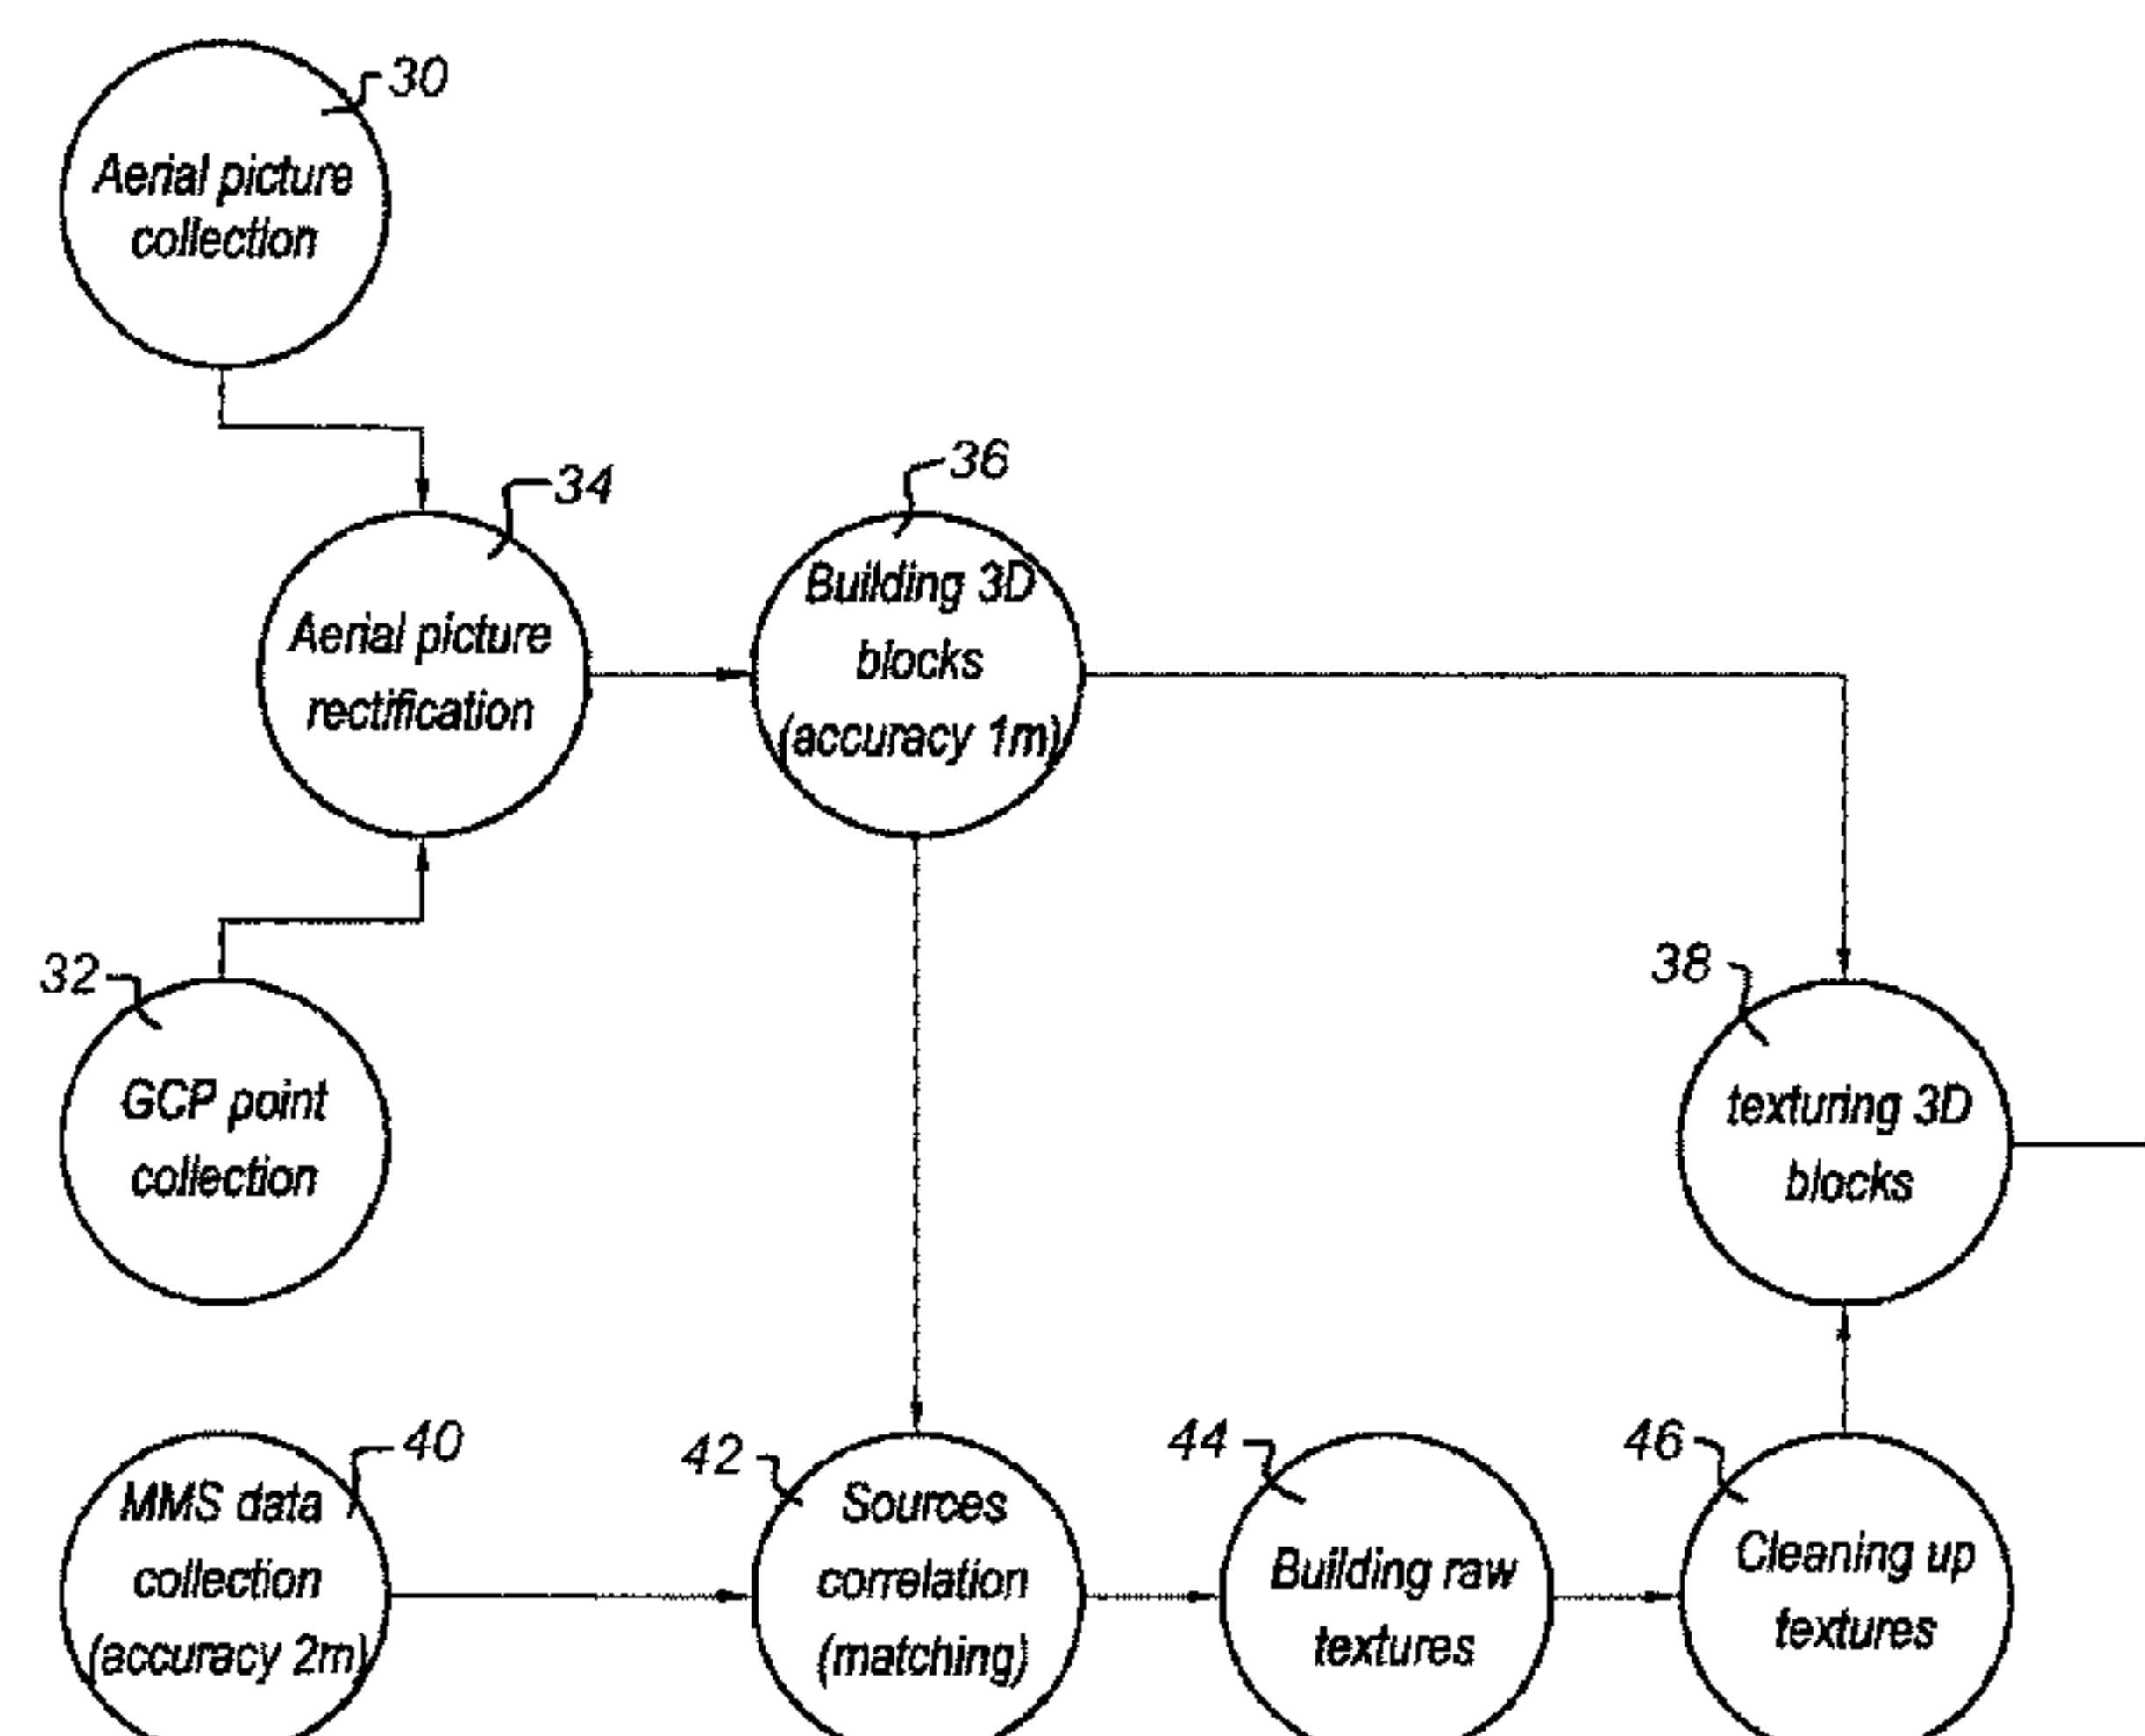 30
Aerial picture
collection
34
Aerial picture
rectification
36
Building 3D
blocks
(accuracy 1m)
32
GCP point
collection
38
texturing 3D
blocks
40
MMS data
collection
(accuracy 2m)
42
Sources
correlation
(matching)
44
Building raw
textures
46
Cleaning up
textures